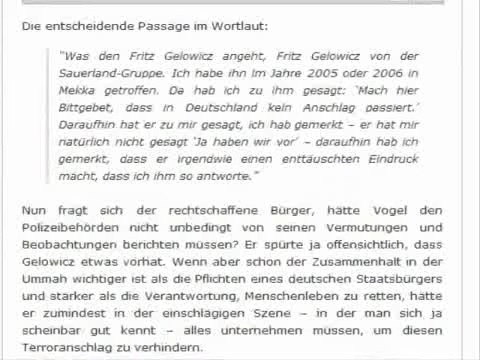 Die entscheidende Passage im Wortlaut:
"Was den Fritz Gelowicz angeht, Fritz Gelowicz von der
Sauerland-Gruppe. Ich habe ihn im Jahre 2005 oder 2006 in
Mekka getroffen. Da hab ich zu ihm gesagt: `Mach hier
Bittgebet, dass in Deutschland kein Anschlag passiert.´
Daraufhin hat er zu mir gesagt, ich hab gemerkt – er hat mir
natürlich nicht gesagt ‘Ja haben wir vor´ – daraufhin hab ich
gemerkt, dass er irgendwie einen enttäuschten Eindruck
macht, dass ich ihm so antworte."
Nun fragt sich der rechtschaffene Bürger, hätte Vogel den
Polizeibehörden nicht unbedingt von seinen Vermutungen und
Beobachtungen berichten müssen? Er spürte ja offensichtlich, dass
Gelowicz etwas vorhat. Wenn aber schon der Zusammenhalt in der
Ummah wichtiger ist als die Pflichten eines deutschen Staatsbürgers
und stärker als die Verantwortung, Menschenleben zu retten, hätte
er zumindest in der einschlägigen Szene – in der man sich ja
scheinbar gut kennt – alles unternehmen müssen, um diesen
Terroranschlag zu verhindern.